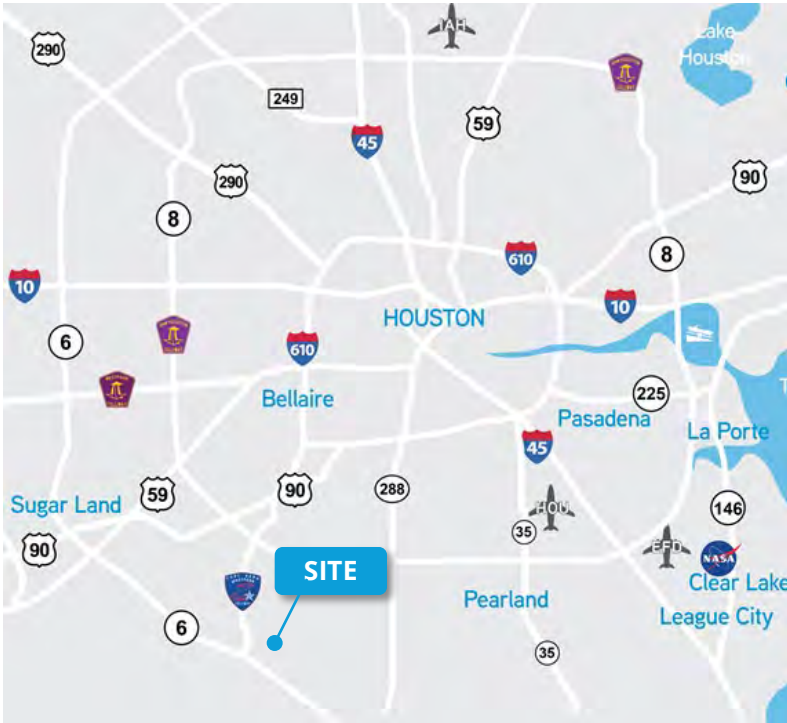 IAH
Lake
Houston
290
249
59
45
290
90
8
8
610
10
10
HOUSTON
6
610
Bellaire
225
Pasadena
La Porte
T
45
59
90
288
Sugar Land
146
HOU
35
90
EFD
NASA
SITE
Clear Lake
Pearland
League City
6
35